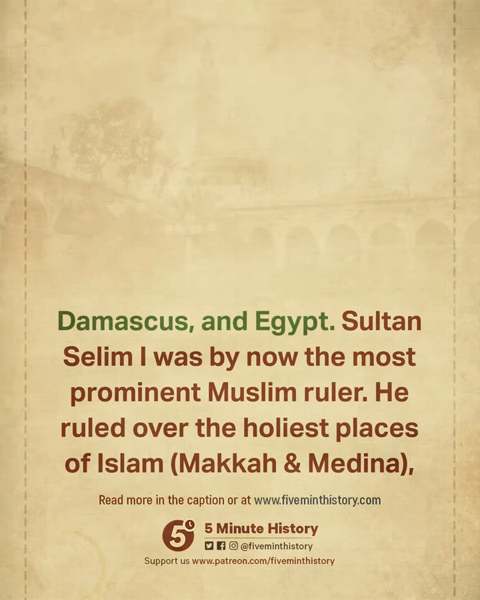 Damascus, and Egypt. Sultan
Selim I was by now the most
prominent Muslim ruler. He
ruled over the holiest places
of Islam (Makkah & Medina),
Read more in the caption or at www.fiveminthistory.com
5
5 Minute History
@fiveminthistory
Support us www.patreon.com/fiveminthistory